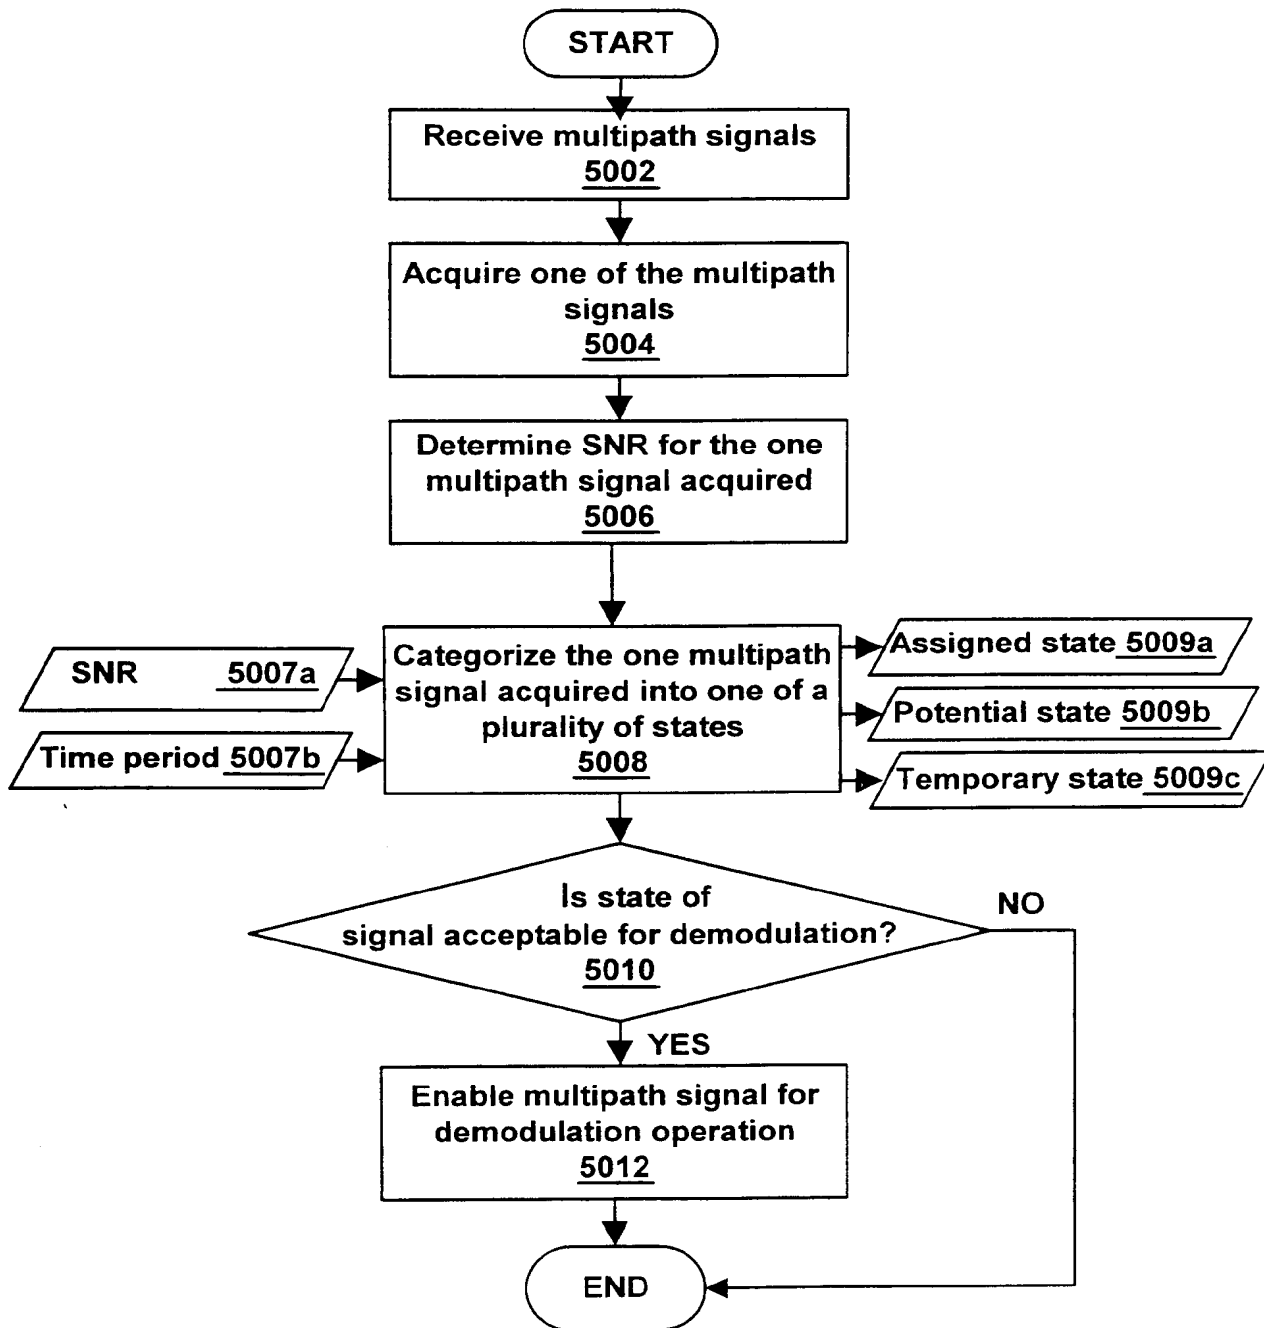 START
Receive multipath signals
5002
Acquire one of the multipath
signals
5004
Determine SNR for the one
multipath signal acquired
5006
SNR 5007a
Time period 5007b
Categorize the one multipath
signal acquired into one of a
plurality of states
5008
Assigned state 5009a
Potential state 5009b
Temporary state 5009c
Is state of
signal acceptable for demodulation?
5010
NO
YES
Enable multipath signal for
demodulation operation
5012
END